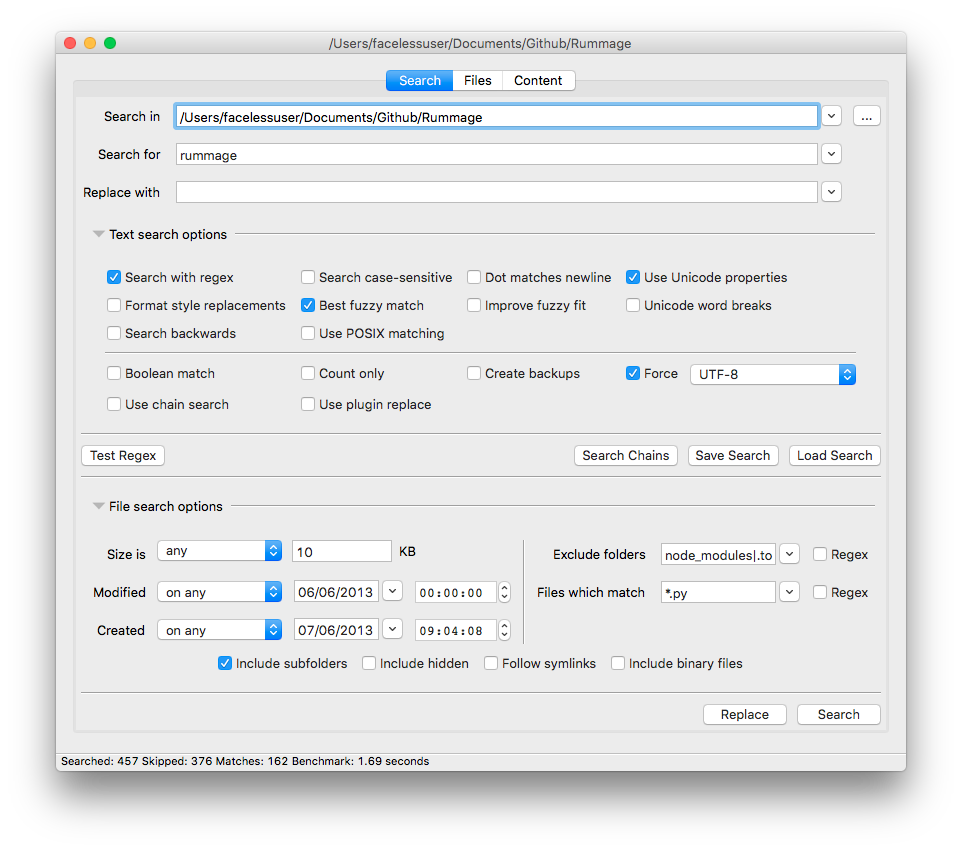 /Users/facelessuser/Documents/Github/Rummage
Search Files Content
Search in /Users/facelessuser/Documents/Github/Rummage ...
Search for rummage
Replace with
Text search options
Search with regex Search case-sensitive Dot matches newline Use Unicode properties
Format style replacements Best fuzzy match Improve fuzzy fit Unicode word breaks
Search backwards Use POSIX matching
Boolean match Count only Create backups Force UTF-8
Use chain search Use plugin replace
Test Regex Search Chains Save Search Load Search
File search options
Size is any 10 KB Exclude folders node_modules|.to Regex
Modified on any 06/06/2013 00:00:00 Files which match *.py Regex
Created on any 07/06/2013 09:04:08
Include subfolders Include hidden Follow symlinks Include binary files
Replace Search
Searched: 457 Skipped: 376 Matches: 162 Benchmark: 1.69 seconds